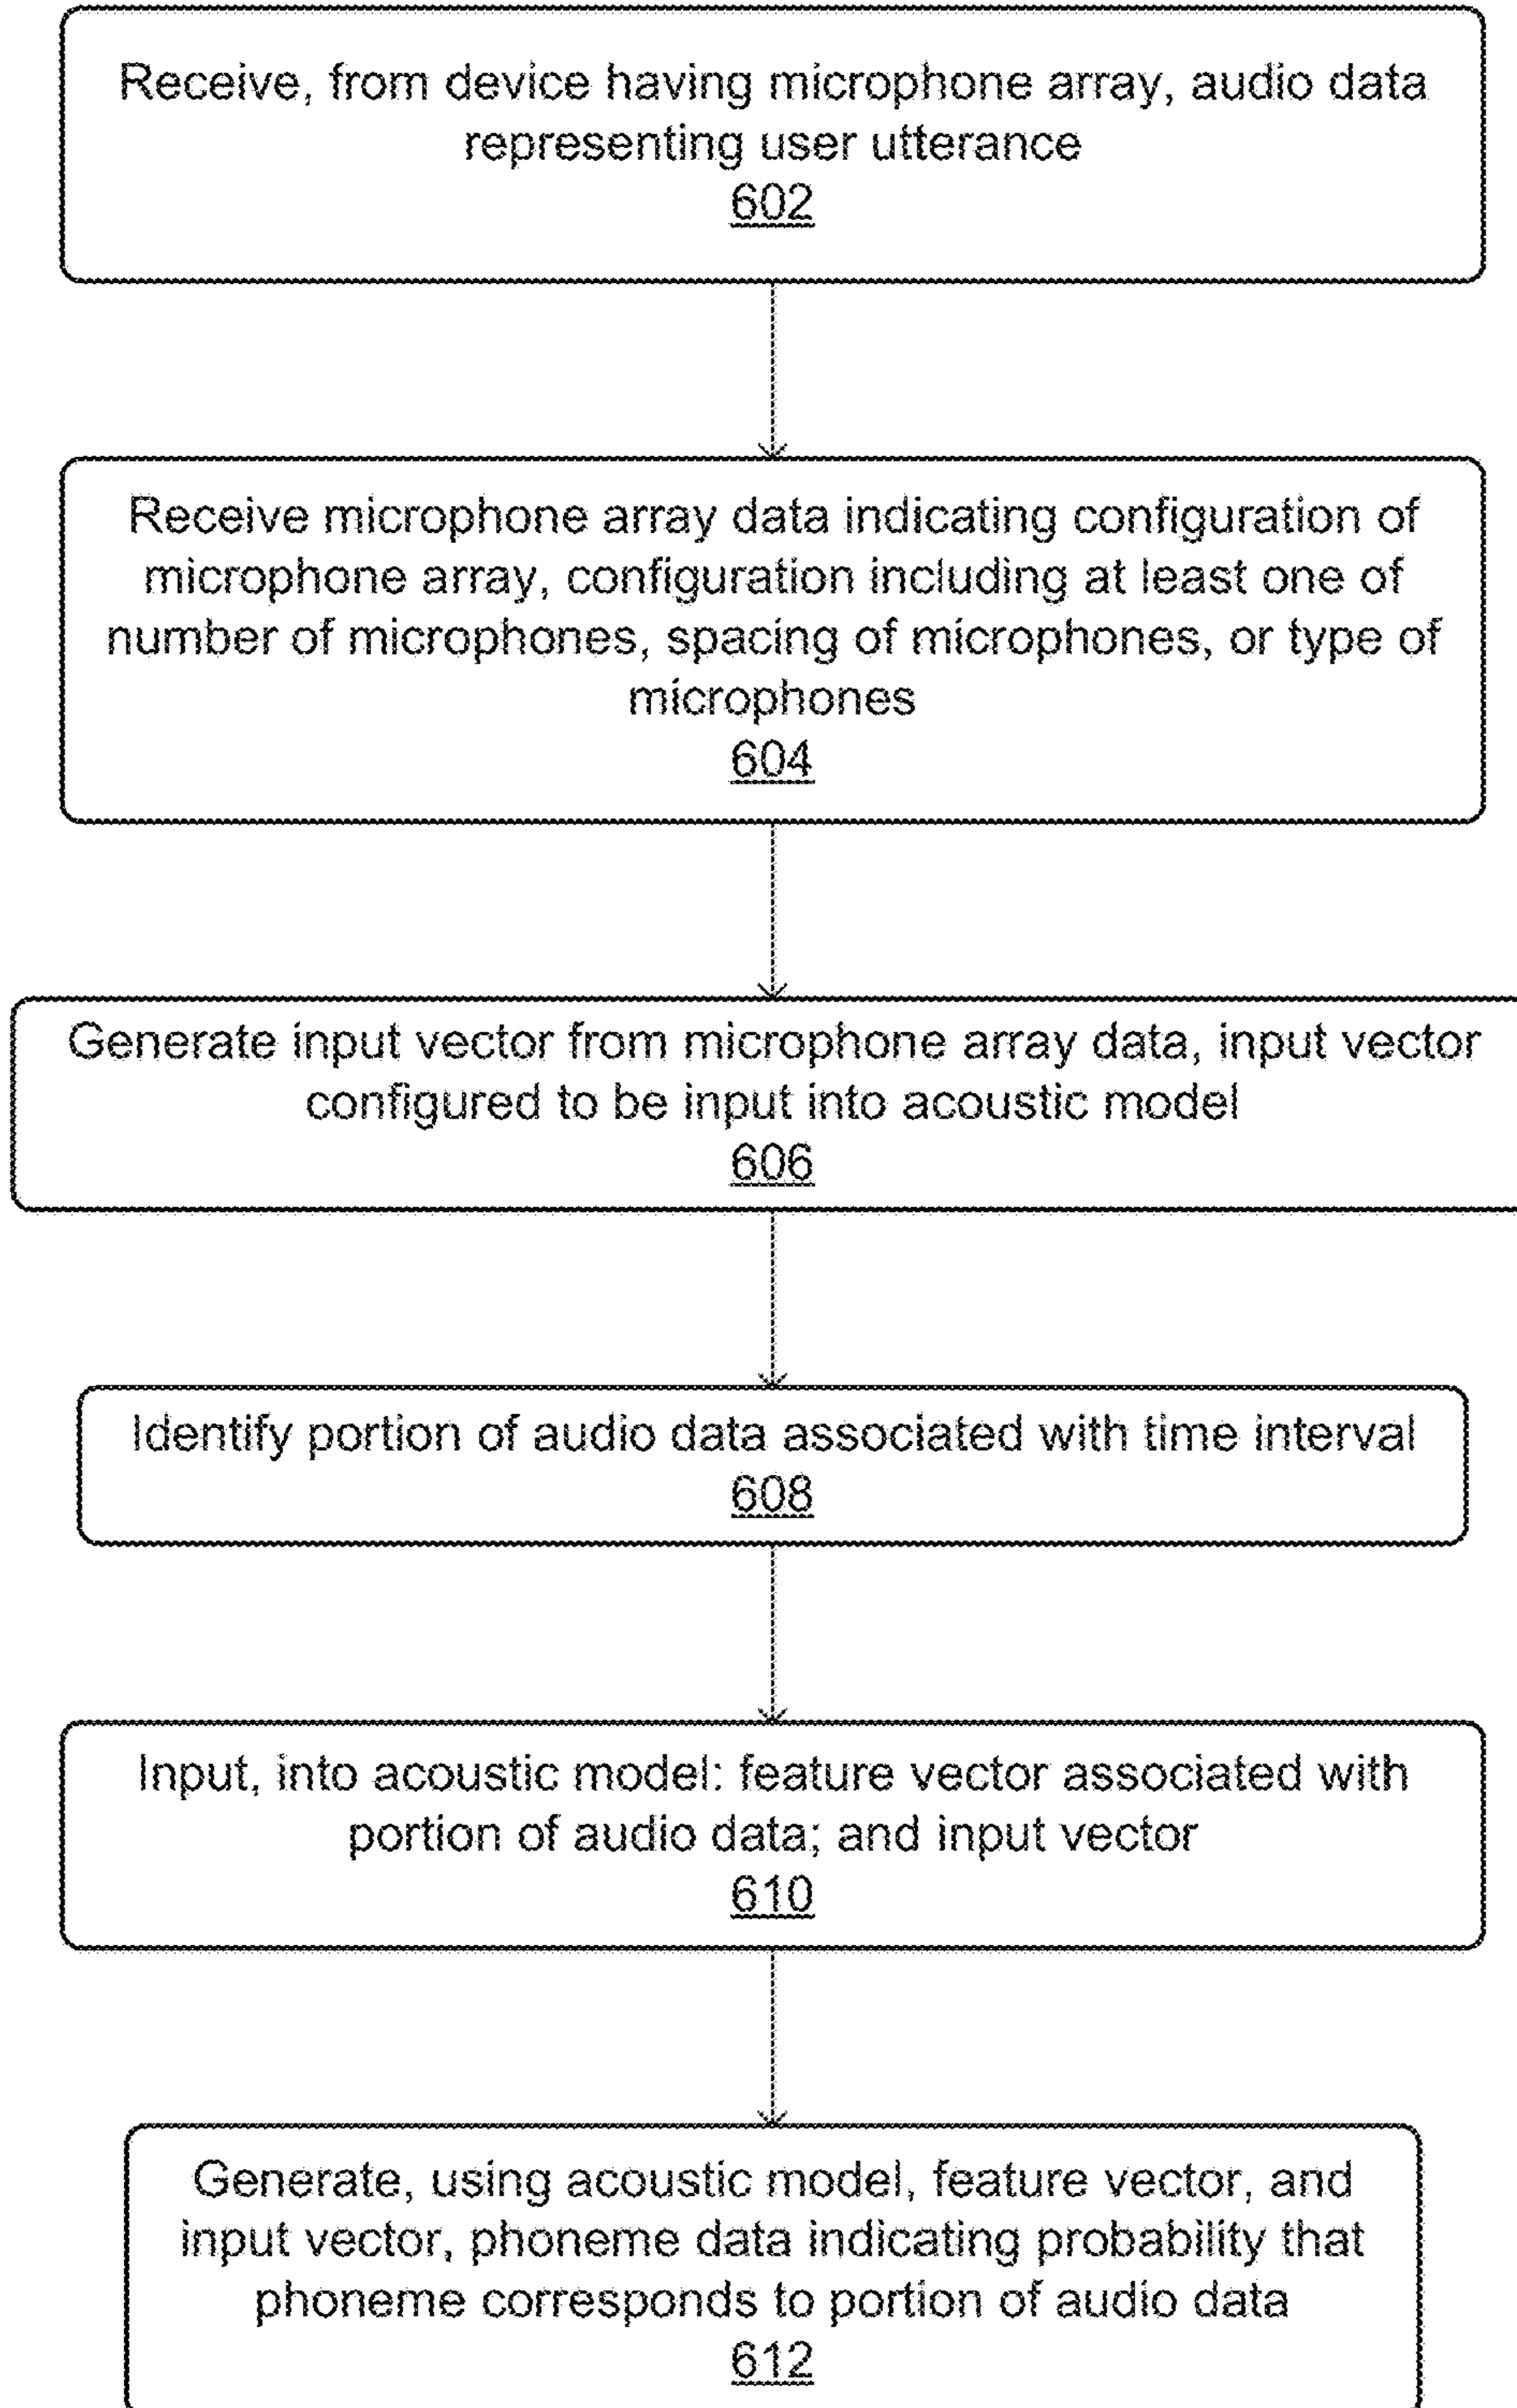 Receive, from device having microphone array, audio data
representing user utterance
602
Receive microphone array data indicating configuration of
microphone array, configuration including at least one of
number of microphones, spacing of microphones, or type of
microphones
604
Generate input vector from microphone array data, input vector
configured to be input into acoustic model
606
Identify portion of audio data associated with time interval
608
Input, into acoustic model: feature vector associated with
portion of audio data; and input vector
610
Generate, using acoustic model, feature vector, and
input vector, phoneme data indicating probability that
phoneme corresponds to portion of audio data
612